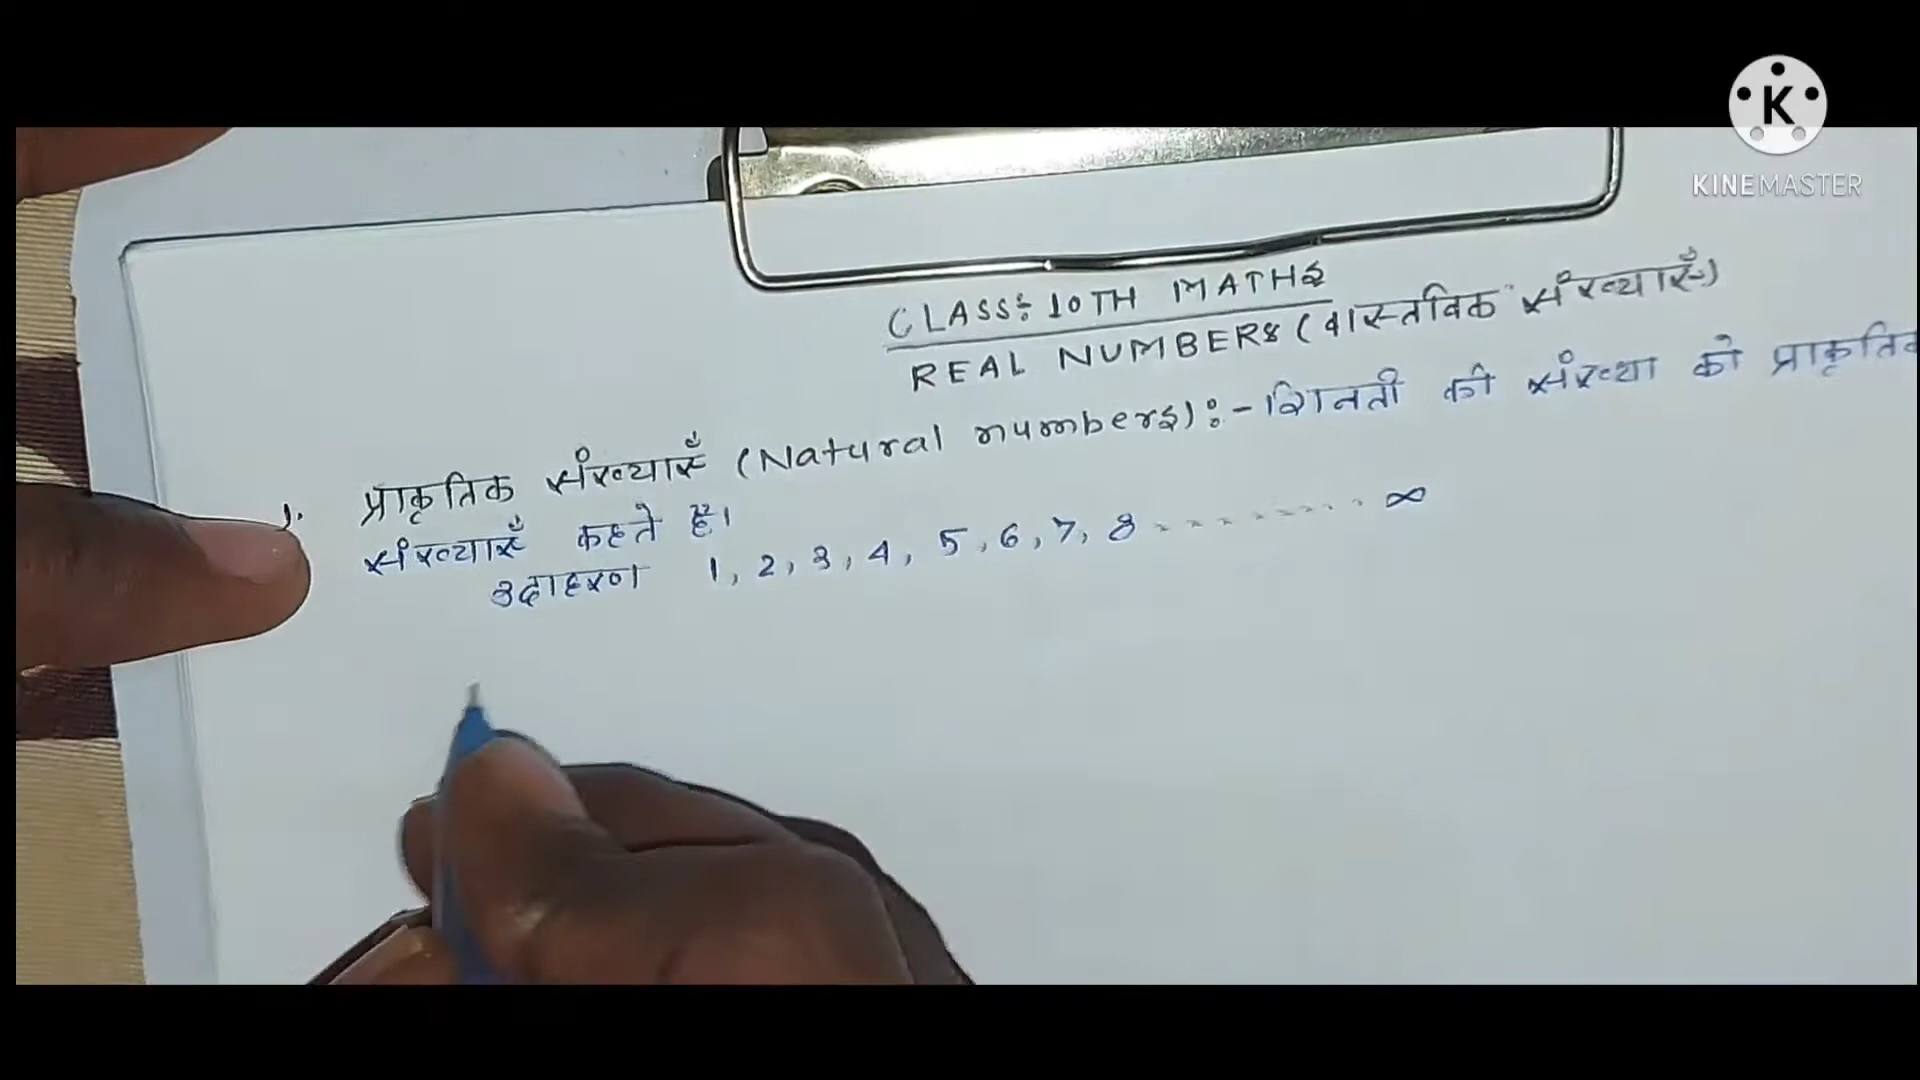 KINEMASTER
CLASS: 10TH MATHS
REAL NUMBERS (वास्तविक संख्याएँ)
1. प्राकृतिक संख्याएँ (Natural numbers):- गिनती की संख्या को प्राकृतिक
संख्याएँ कहते हैं।
उदाहरण 1, 2, 3, 4, 5, 6, 7, 8 - - - - - - - - ∞